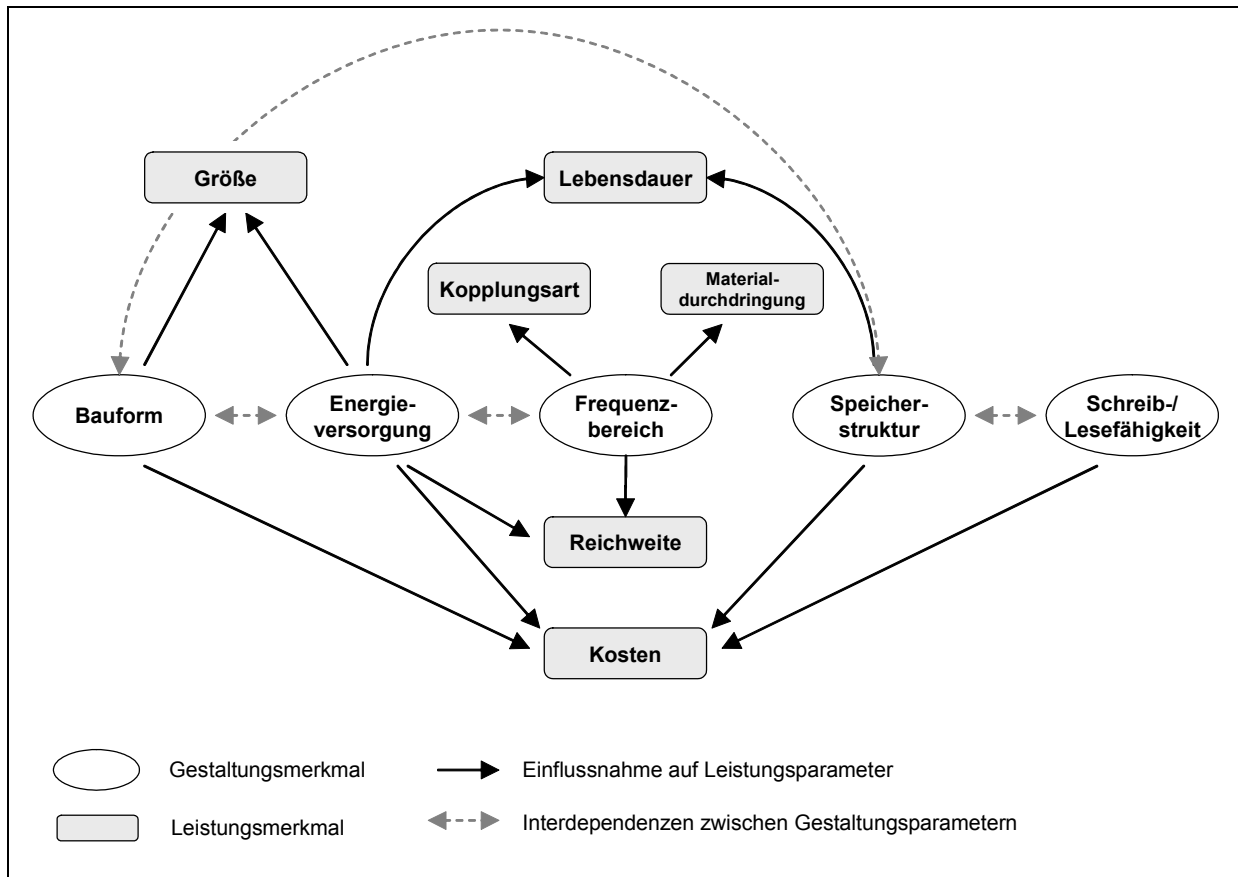 Größe
Lebensdauer
Kopplungsart
Material-
durchdringung
Bauform
Energie-
versorgung
Frequenz-
bereich
Speicher-
struktur
Schreib-/
Lesefähigkeit
Reichweite
Kosten
Gestaltungsmerkmal
Einflussnahme auf Leistungsparameter
Leistungsmerkmal
Interdependenzen zwischen Gestaltungsparametern